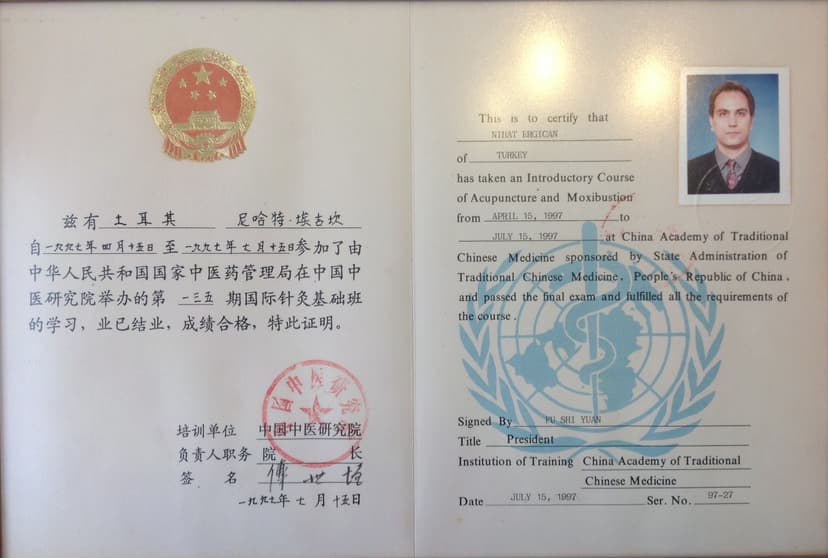 兹有 土耳其 尼哈特·埃吉坎
自一九九七年四月十五日至一九九七年七月十五日参加了由
中华人民共和国国家中医药管理局在中国中
医研究院举办的第 一三五 期国际针灸基础班
的学习，业已结业，成绩合格，特此证明。
中国中医研究院
培训单位 中国中医研究院
负责人职务 院 长
签 名 傅世垣
一九九七年七月十五日
This is to certify that
NIHAT ERGICAN
of TURKEY
has taken an Introductory Course
of Acupuncture and Moxibustion
from APRIL 15, 1997 to
JULY 15, 1997 at China Academy of Traditional
Chinese Medicine sponsored by State Administration of
Traditional Chinese Medicine, People's Republic of China,
and passed the final exam and fulfilled all the requirements of
the course.
Signed By FU SHI YUAN
Title President
Institution of Training China Academy of Traditional
Chinese Medicine
Date JULY 15, 1997 Ser. No. 97-27